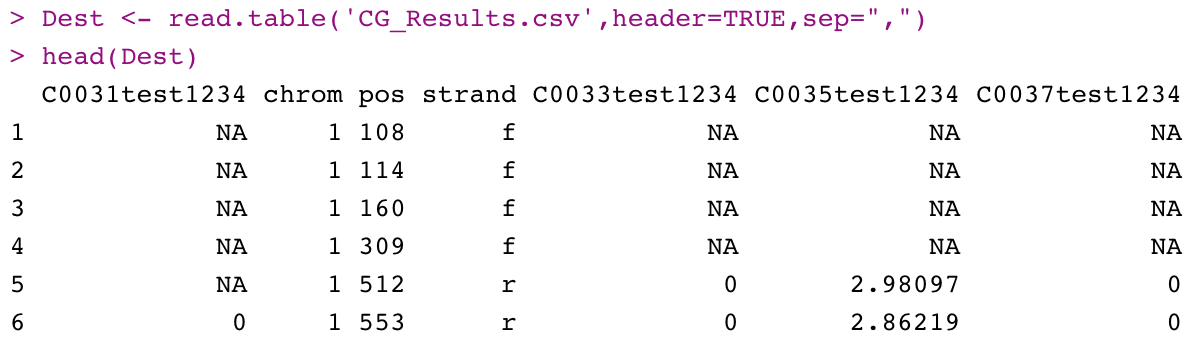 > Dest <- read.table('CG_Results.csv',header=TRUE,sep=",")
> head(Dest)
  C0031test1234 chrom pos strand C0033test1234 C0035test1234 C0037test1234
1            NA     1 108      f            NA            NA            NA
2            NA     1 114      f            NA            NA            NA
3            NA     1 160      f            NA            NA            NA
4            NA     1 309      f            NA            NA            NA
5            NA     1 512      r             0       2.98097             0
6             0     1 553      r             0       2.86219             0